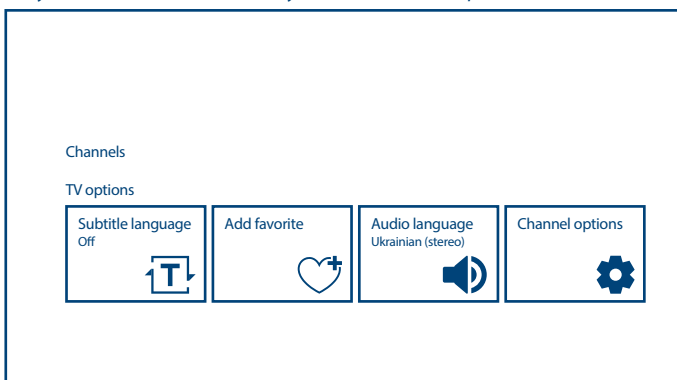 Channels
TV options
Subtitle language
Off
T
Add favorite
Audio language
Ukrainian (stereo)
Channel options